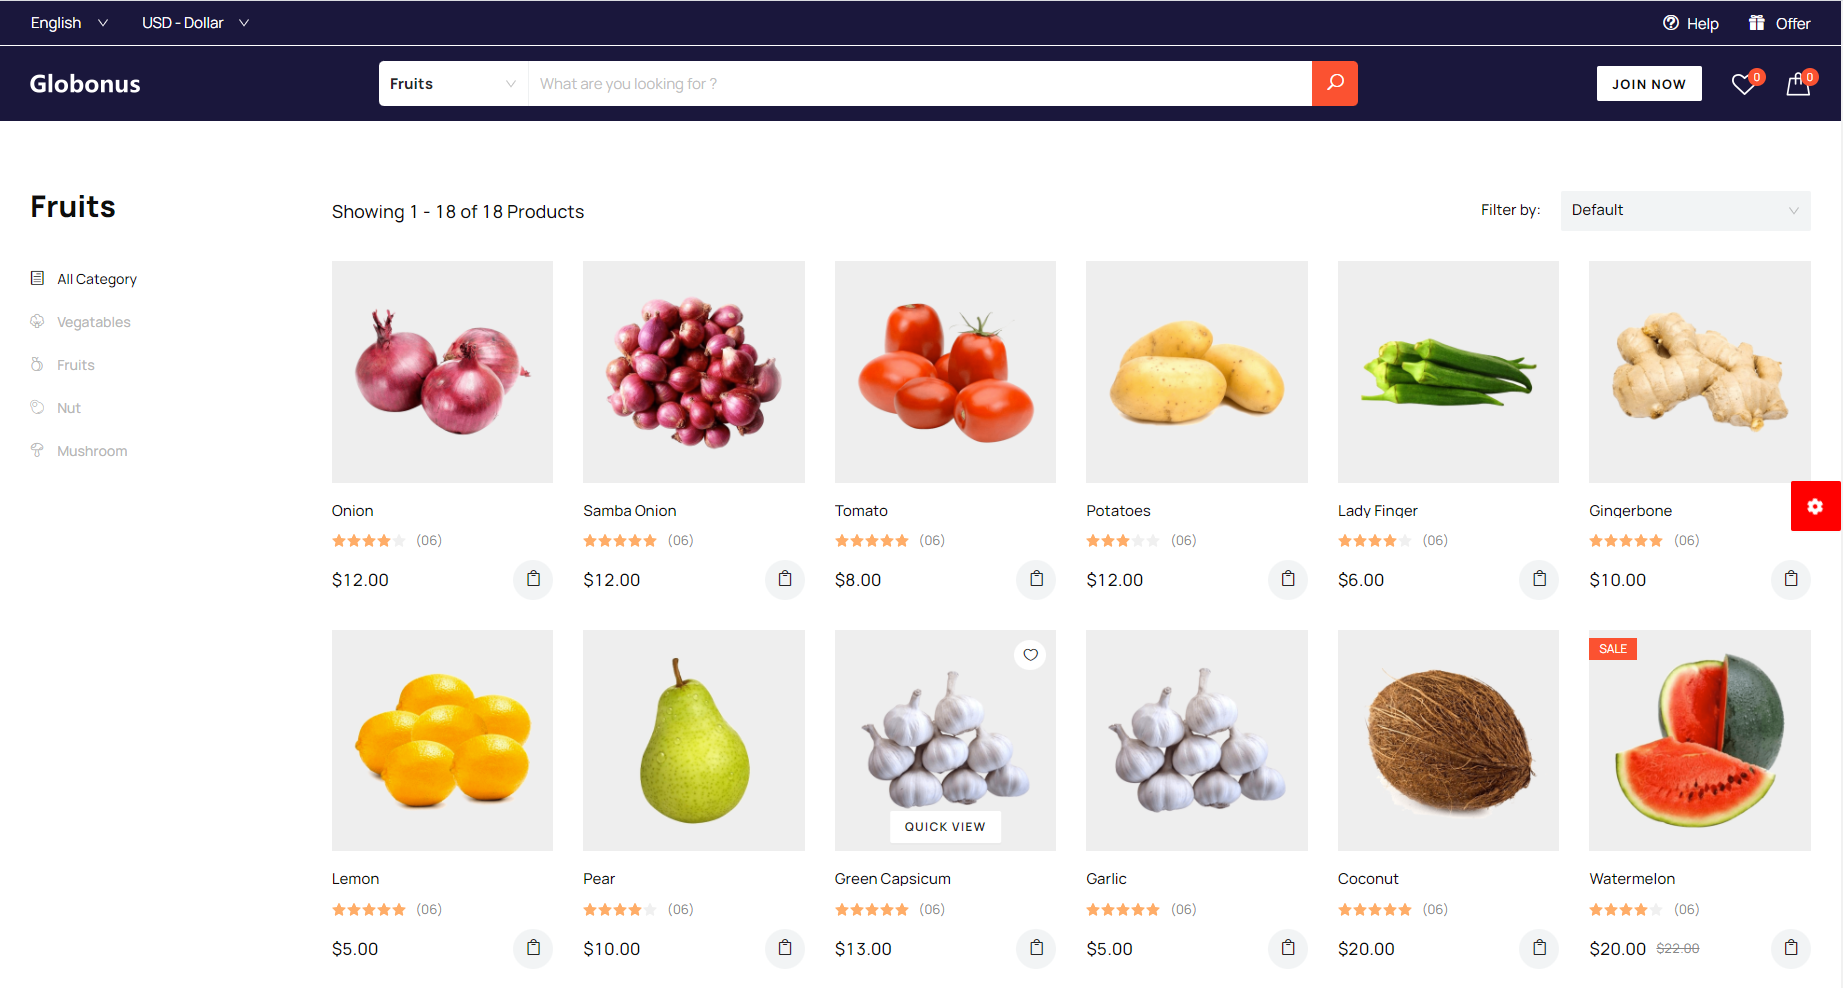 English USD - Dollar Help Offer
Globonus Fruits What are you looking for ? JOIN NOW 0 0
Fruits
Showing 1 - 18 of 18 Products Filter by: Default
All Category
Vegatables
Fruits
Nut
Mushroom
Onion Samba Onion Tomato Potatoes Lady Finger Gingerbone
(06) (06) (06) (06) (06) (06)
$12.00 $12.00 $8.00 $12.00 $6.00 $10.00
SALE
QUICK VIEW
Lemon Pear Green Capsicum Garlic Coconut Watermelon
(06) (06) (06) (06) (06) (06)
$5.00 $10.00 $13.00 $5.00 $20.00 $20.00 $22.00